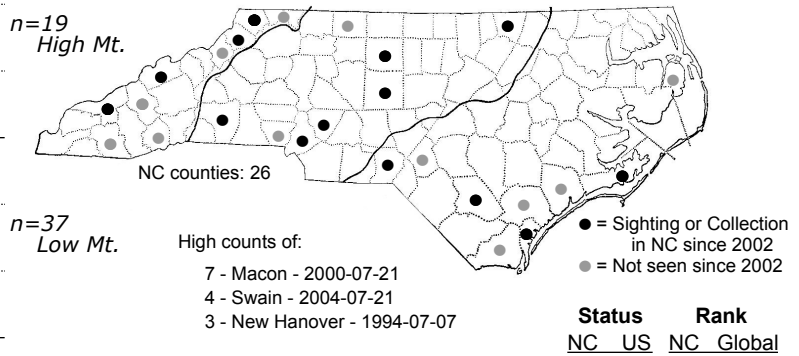 n=19
High Mt.
NC counties: 26
n=37
Low Mt.
High counts of:
7 - Macon - 2000-07-21
4 - Swain - 2004-07-21
3 - New Hanover - 1994-07-07
= Sighting or Collection
in NC since 2002
= Not seen since 2002
Status Rank
NC US NC Global